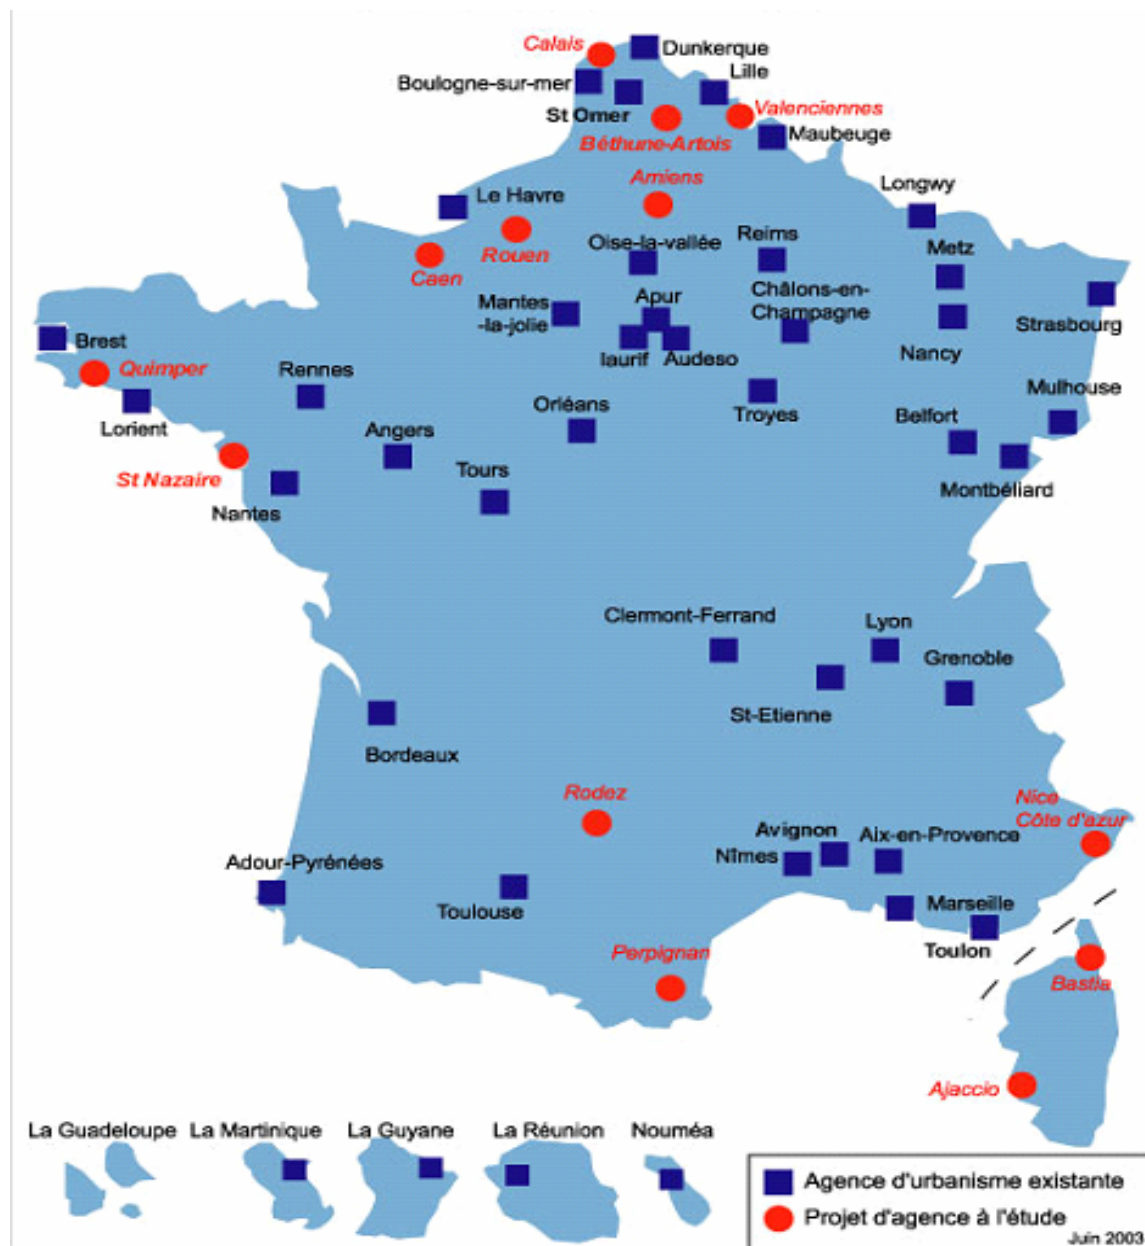 Calais
Dunkerque
Lille
Boulogne-sur-mer
St Omer
Valenciennes
Béthune-Artois
Maubeuge
Amiens
Longwy
Le Havre
Oise-la-vallée
Reims
Rouen
Metz
Caen
Mantes
-la-jolie
Apur
Châlons-en-
Champagne
Strasbourg
Brest
Iaurif
Audeso
Nancy
Quimper
Rennes
Mulhouse
Orléans
Troyes
Belfort
Lorient
Angers
Tours
St Nazaire
Montbéliard
Nantes
Clermont-Ferrand
Lyon
Grenoble
St-Etienne
Bordeaux
Rodez
Nice
Côte d'azur
Avignon
Aix-en-Provence
Nîmes
Adour-Pyrénées
Toulouse
Marseille
Toulon
Perpignan
Bastia
Ajaccio
La Guadeloupe
La Martinique
La Guyane
La Réunion
Nouméa
Agence d'urbanisme existante
Projet d'agence à l'étude
Juin 2003